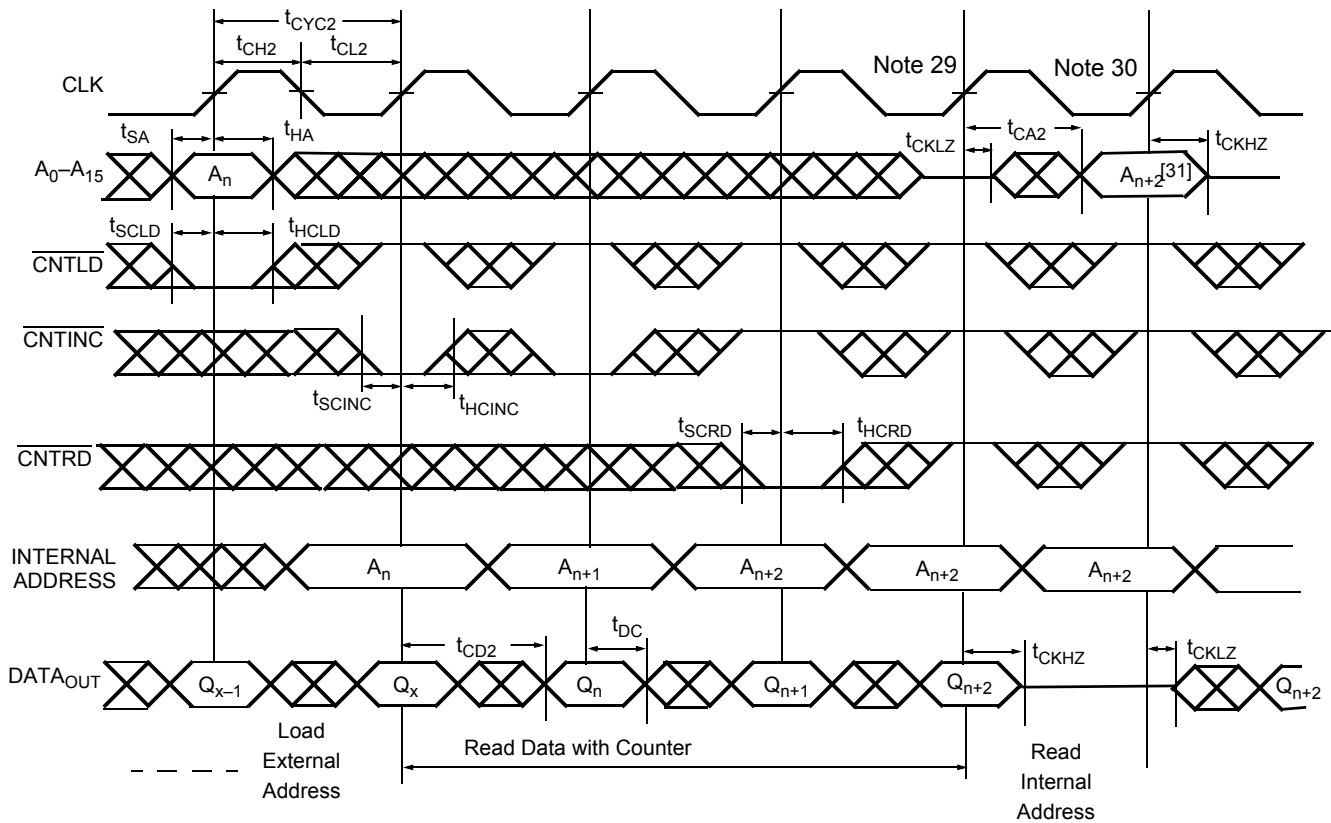 tCYC2
tCH2 tCL2
Note 29 Note 30
CLK
tSA tHA tCKLZ tCA2 tCKHZ
A0–A15 An An+2[31]
tSCLD tHCLD
CNTLD
CNTINC
tSCINC tHCINC
tSCRD tHCRD
CNTRD
INTERNAL
ADDRESS
An An+1 An+2 An+2 An+2
tCD2 tDC tCKHZ tCKLZ
DATAOUT Qx–1 Qx Qn Qn+1 Qn+2 Qn+2
Load
External
Address
Read Data with Counter
Read
Internal
Address